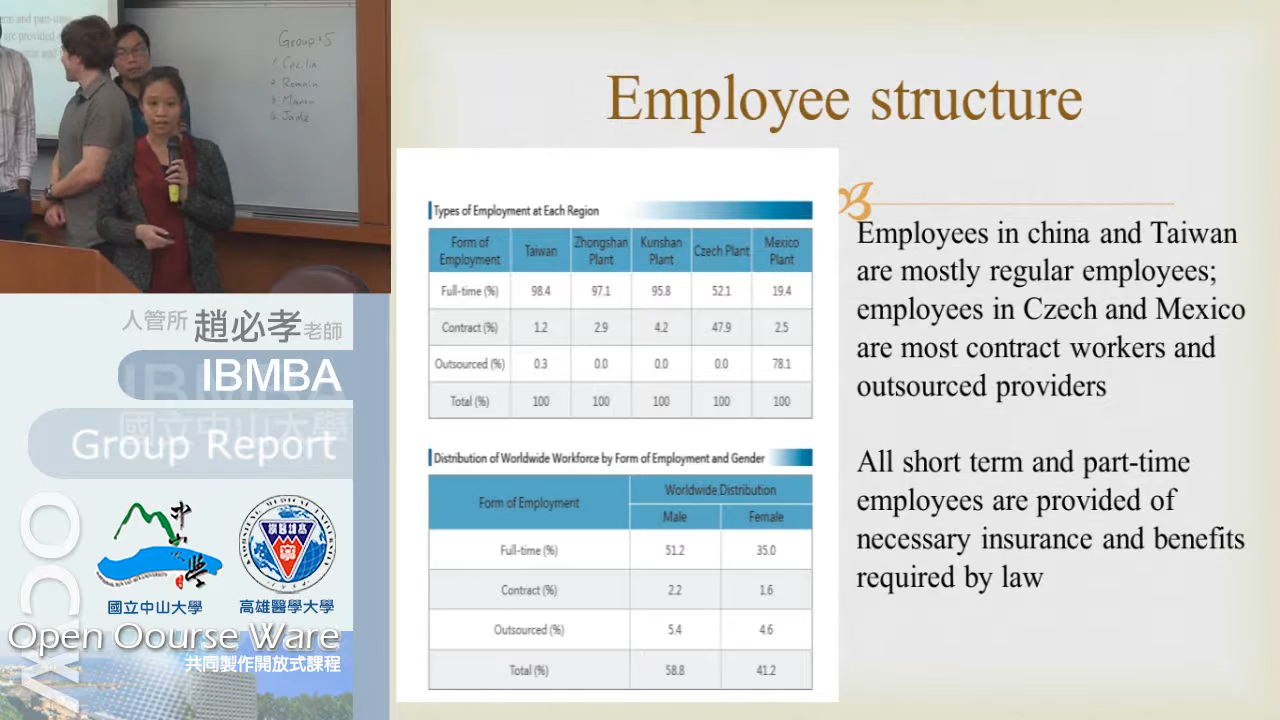 Group #5
Employee structure
Types of Employment at Each Region
Form of Employment Taiwan Zhongshan Plant Kunshan Plant Czech Plant Mexico Plant
Full-time (%) 98.4 97.1 95.8 52.1 19.4
Contract (%) 1.2 2.9 4.2 47.9 2.5
Outsourced (%) 0.3 0.0 0.0 0.0 78.1
Total (%) 100 100 100 100 100
Distribution of Worldwide Workforce by Form of Employment and Gender
Form of Employment Worldwide Distribution
Male Female
Full-time (%) 51.2 35.0
Contract (%) 2.2 1.6
Outsourced (%) 5.4 4.6
Total (%) 58.8 41.2
Employees in china and Taiwan
are mostly regular employees;
employees in Czech and Mexico
are most contract workers and
outsourced providers
All short term and part-time
employees are provided of
necessary insurance and benefits
required by law
人管所 趙必孝老師
IBMBA
國立中山大學
Group Report
OCW
國立中山大學 高雄醫學大學
Open Oourse Ware
共同製作開放式課程